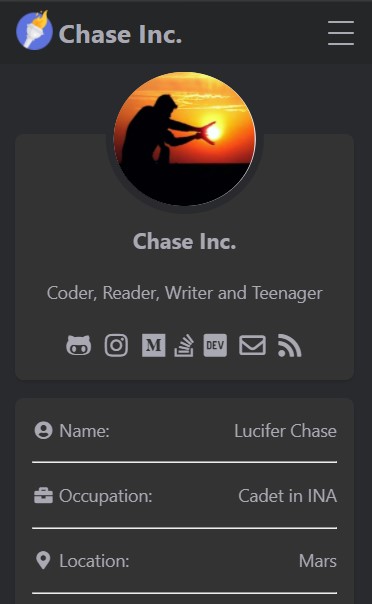 Chase Inc.
Chase Inc.
Coder, Reader, Writer and Teenager
M DEV
Name: Lucifer Chase
Occupation: Cadet in INA
Location: Mars